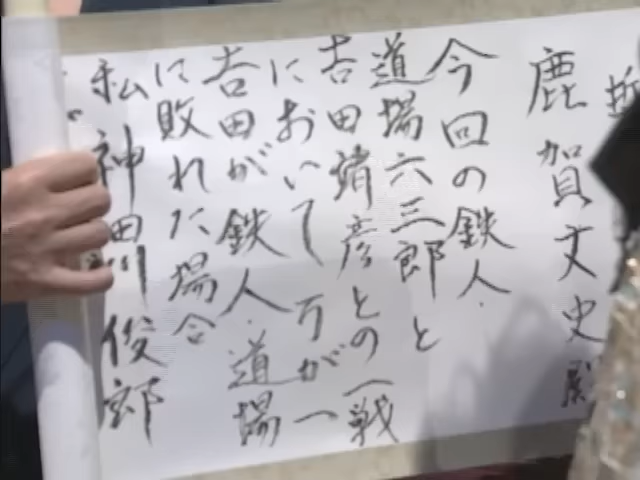 鹿賀丈史殿
今回の鉄人・
道場六三郎と
吉田靖彦との一戦
において万が一
吉田が鉄人・道場
に敗れた場合
私神田川俊郎